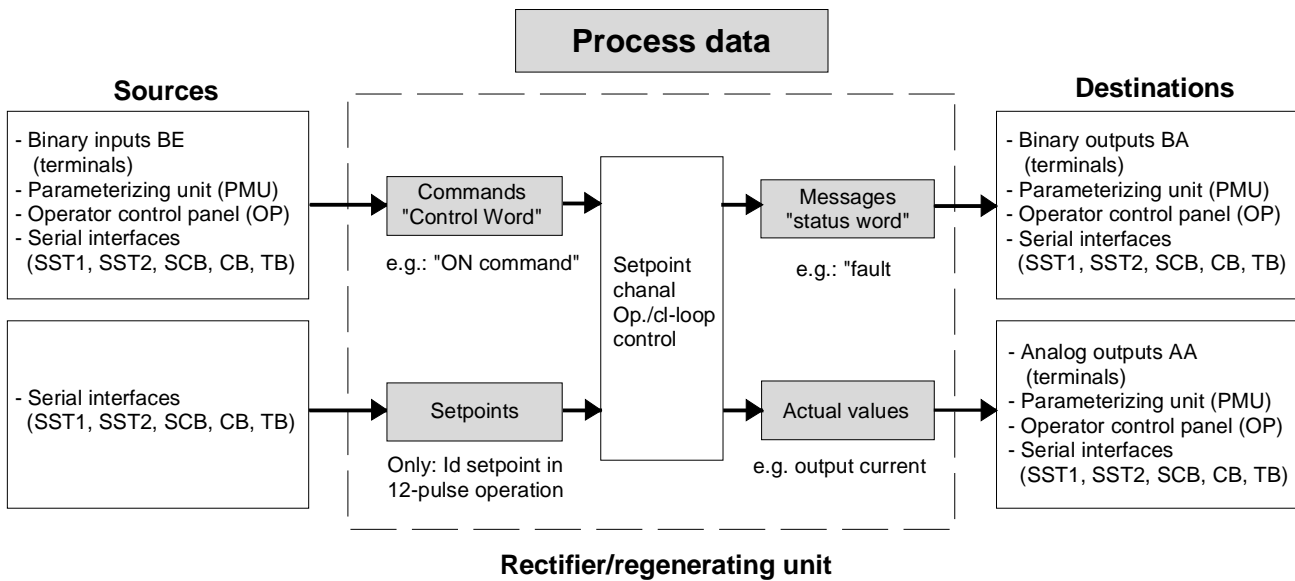 Process data
Sources
- Binary inputs BE
(terminals)
- Parameterizing unit (PMU)
- Operator control panel (OP)
- Serial interfaces
(SST1, SST2, SCB, CB, TB)
- Serial interfaces
(SST1, SST2, SCB, CB, TB)
Commands
"Control Word"
e.g.: "ON command"
Setpoints
Only: Id setpoint in
12-pulse operation
Setpoint
chanal
Op./cl-loop
control
Messages
"status word"
e.g.: "fault
Actual values
e.g. output current
Destinations
- Binary outputs BA
(terminals)
- Parameterizing unit (PMU)
- Operator control panel (OP)
- Serial interfaces
(SST1, SST2, SCB, CB, TB)
- Analog outputs AA
(terminals)
- Parameterizing unit (PMU)
- Operator control panel (OP)
- Serial interfaces
(SST1, SST2, SCB, CB, TB)
Rectifier/regenerating unit